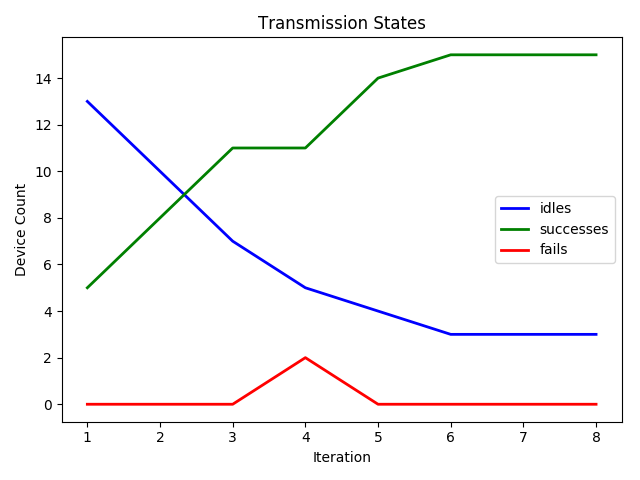 Transmission States
Device Count
14
12
10
8
6
4
2
0
idles
successes
fails
1 2 3 4 5 6 7 8
Iteration